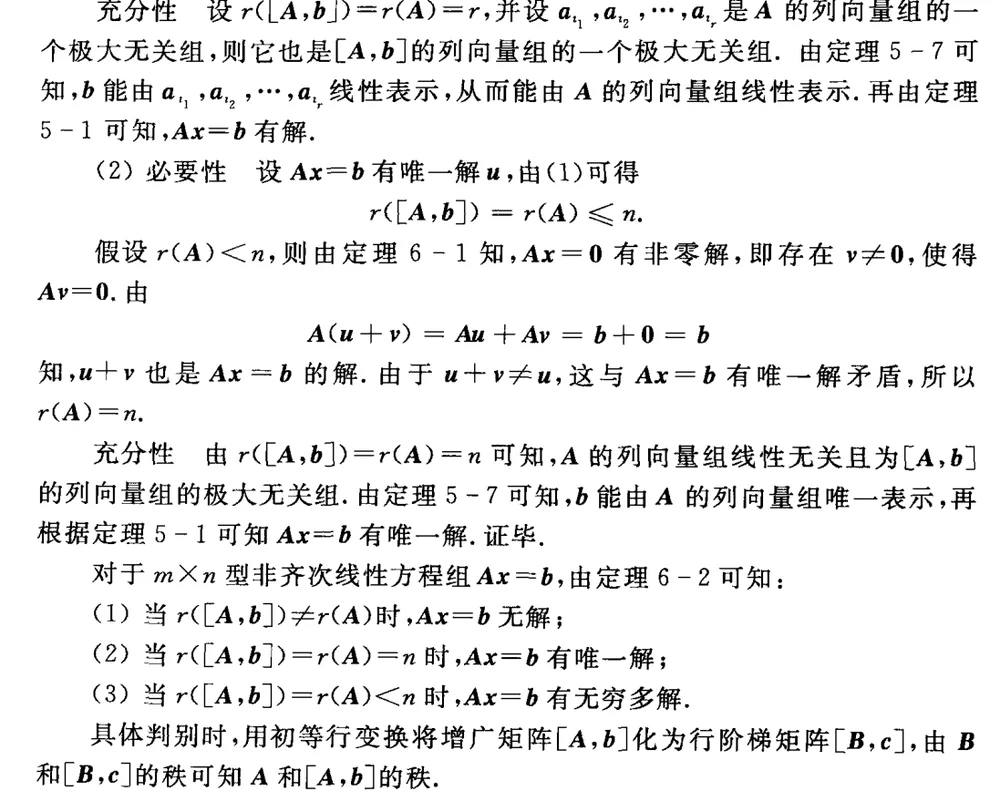 充分性 设 r([A,b])=r(A)=r,并设 a_{t_1},a_{t_2},…,a_{t_r}是 A 的列向量组的一
个极大无关组,则它也是[A,b]的列向量组的一个极大无关组. 由定理 5-7 可
知,b 能由 a_{t_1},a_{t_2},…,a_{t_r}线性表示,从而能由 A 的列向量组线性表示.再由定理
5-1 可知,Ax=b 有解.
(2) 必要性 设 Ax=b 有唯一解 u,由(1)可得
r([A,b]) = r(A) ≤ n.
假设 r(A)<n,则由定理 6-1 知,Ax=0 有非零解,即存在 v≠0,使得
Av=0.由
A(u+v) = Au+Av = b+0 = b
知,u+v 也是 Ax=b 的解.由于 u+v≠u,这与 Ax=b 有唯一解矛盾,所以
r(A)=n.
充分性 由 r([A,b])=r(A)=n 可知,A 的列向量组线性无关且为[A,b]
的列向量组的极大无关组.由定理 5-7 可知,b 能由 A 的列向量组唯一表示,再
根据定理 5-1 可知 Ax=b 有唯一解.证毕.
对于 m×n 型非齐次线性方程组 Ax=b,由定理 6-2 可知:
(1) 当 r([A,b])≠r(A)时,Ax=b 无解;
(2) 当 r([A,b])=r(A)=n 时,Ax=b 有唯一解;
(3) 当 r([A,b])=r(A)<n 时,Ax=b 有无穷多解.
具体判别时,用初等行变换将增广矩阵[A,b]化为行阶梯矩阵[B,c],由 B
和[B,c]的秩可知 A 和[A,b]的秩.